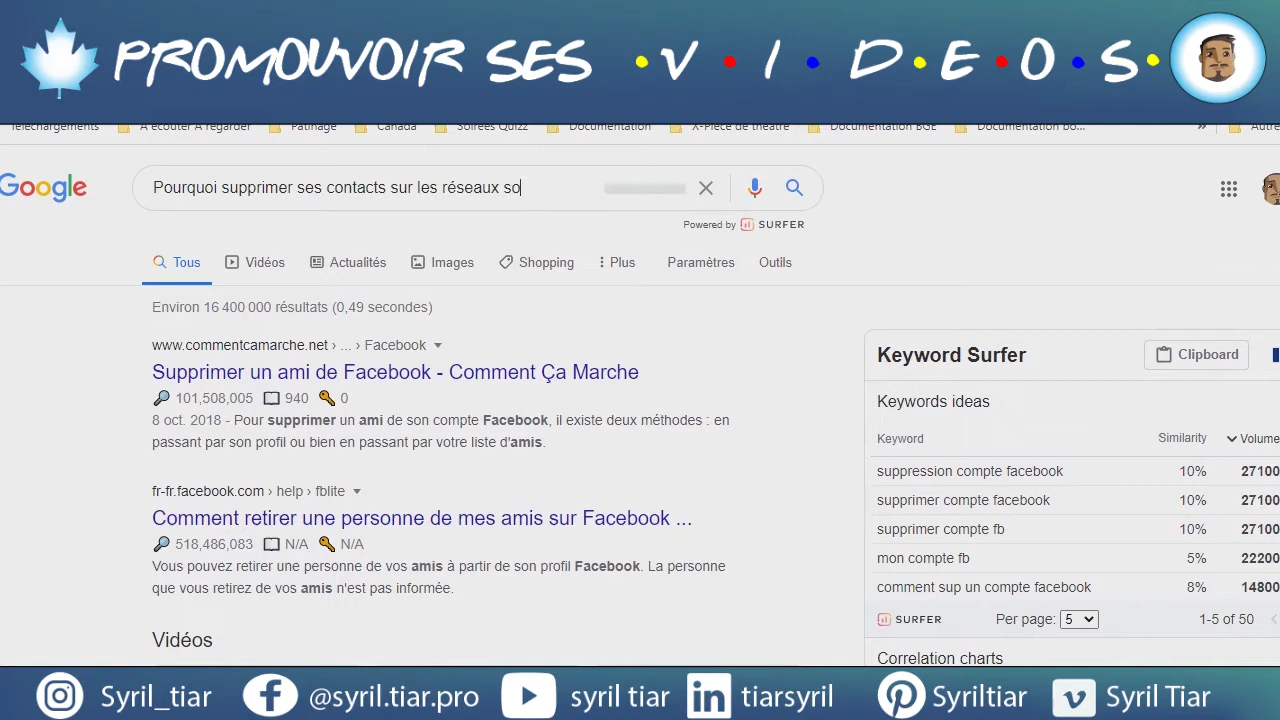 PROMOUVOIR SES VIDEOS
Téléchargements A écouter A regarder Patinage Canada Soirées Quizz Documentation X-Pièce de théâtre Documentation BGE Documentation bo... » Autre
Google
Pourquoi supprimer ses contacts sur les réseaux so
Powered by SURFER
Tous Vidéos Actualités Images Shopping Plus Paramètres Outils
Environ 16 400 000 résultats (0,49 secondes)
www.commentcamarche.net › ... › Facebook
Supprimer un ami de Facebook - Comment Ça Marche
101,508,005 940 0
8 oct. 2018 - Pour supprimer un ami de son compte Facebook, il existe deux méthodes : en
passant par son profil ou bien en passant par votre liste d'amis.
fr-fr.facebook.com › help › fblite
Comment retirer une personne de mes amis sur Facebook ...
518,486,083 N/A N/A
Vous pouvez retirer une personne de vos amis à partir de son profil Facebook. La personne
que vous retirez de vos amis n'est pas informée.
Vidéos
Keyword Surfer Clipboard
Keywords ideas
Keyword Similarity Volume
suppression compte facebook 10% 27100
supprimer compte facebook 10% 27100
supprimer compte fb 10% 27100
mon compte fb 5% 22200
comment sup un compte facebook 8% 14800
SURFER Per page: 5 1-5 of 50
Correlation charts
Syril_tiar @syril.tiar.pro syril tiar tiarsyril Syriltiar Syril Tiar